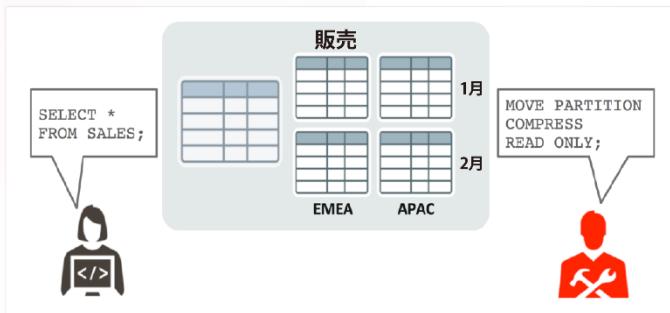 販売
SELECT *
FROM SALES;
1月
2月
EMEA APAC
MOVE PARTITION
COMPRESS
READ ONLY;
</>